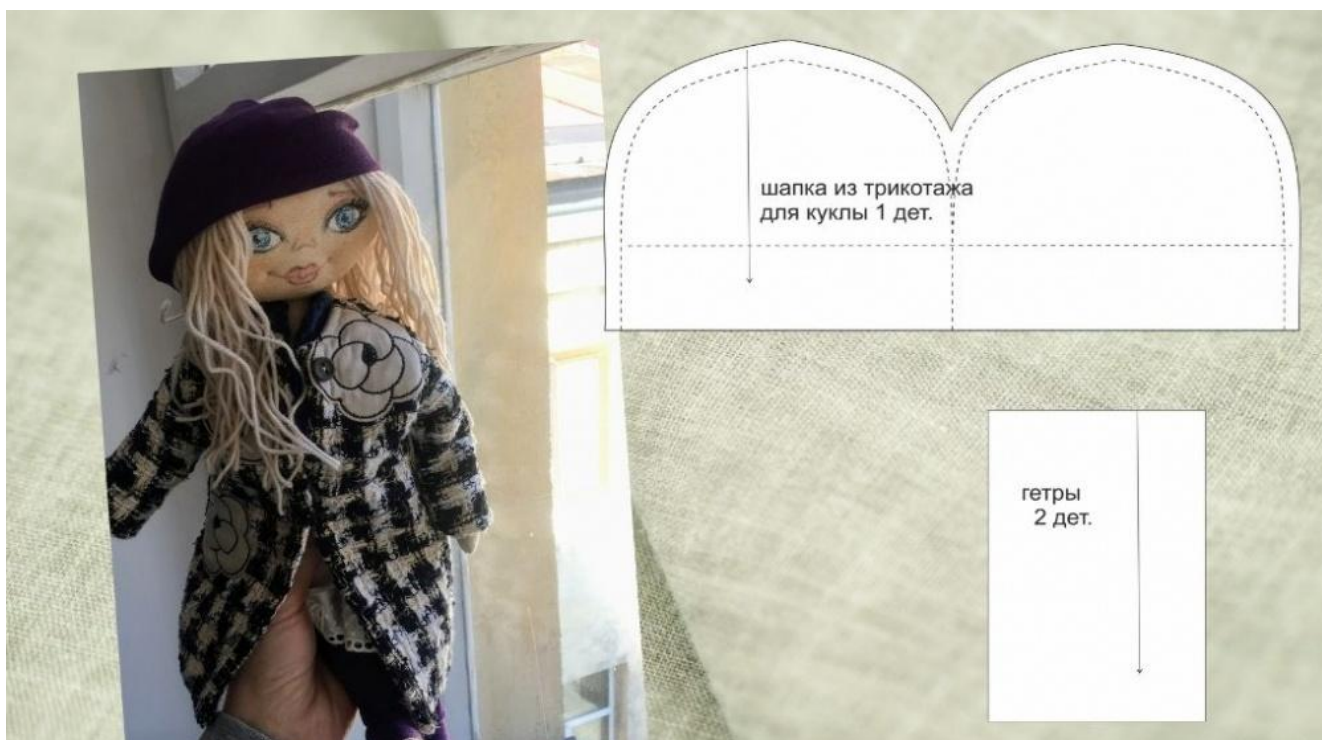 шапка из трикотажа
для куклы 1 дет.
гетры
2 дет.